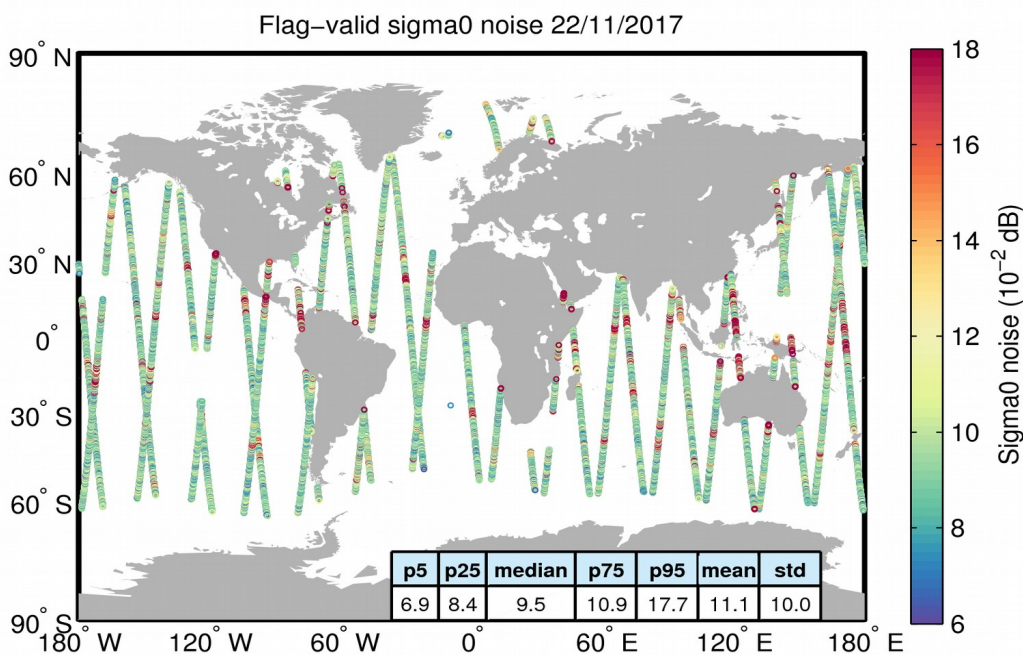 Flag−valid sigma0 noise 22/11/2017
90° N
60° N
30° N
0°
30° S
60° S
90° S
180° W
120° W
60° W
0°
60° E
120° E
180° E
p5 p25 median p75 p95 mean std
6.9 8.4 9.5 10.9 17.7 11.1 10.0
18
16
14
12
10
8
6
Sigma0 noise (10⁻² dB)